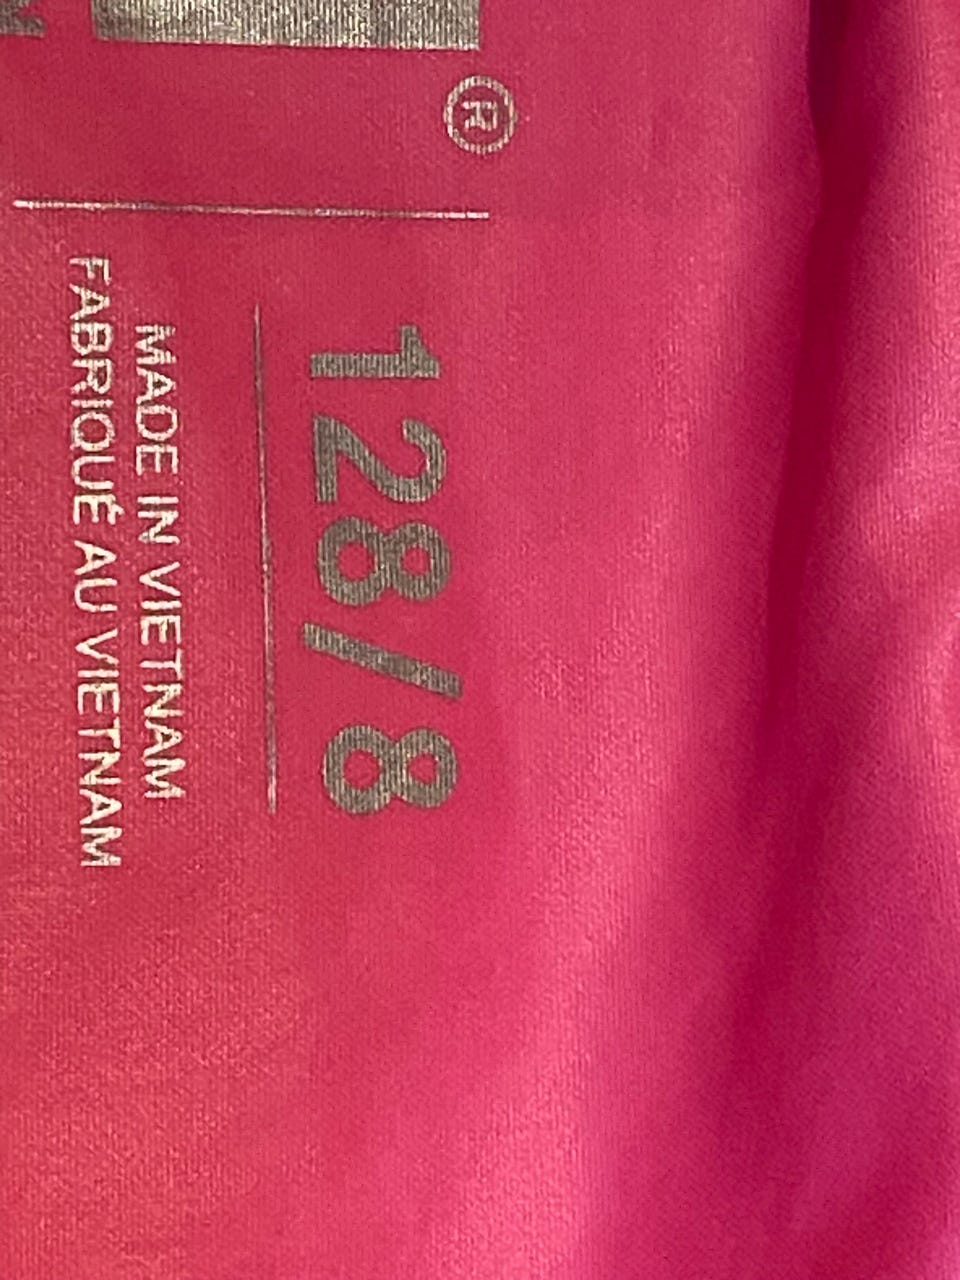 ®
128/8
MADE IN VIETNAM
FABRIQUÉ AU VIETNAM